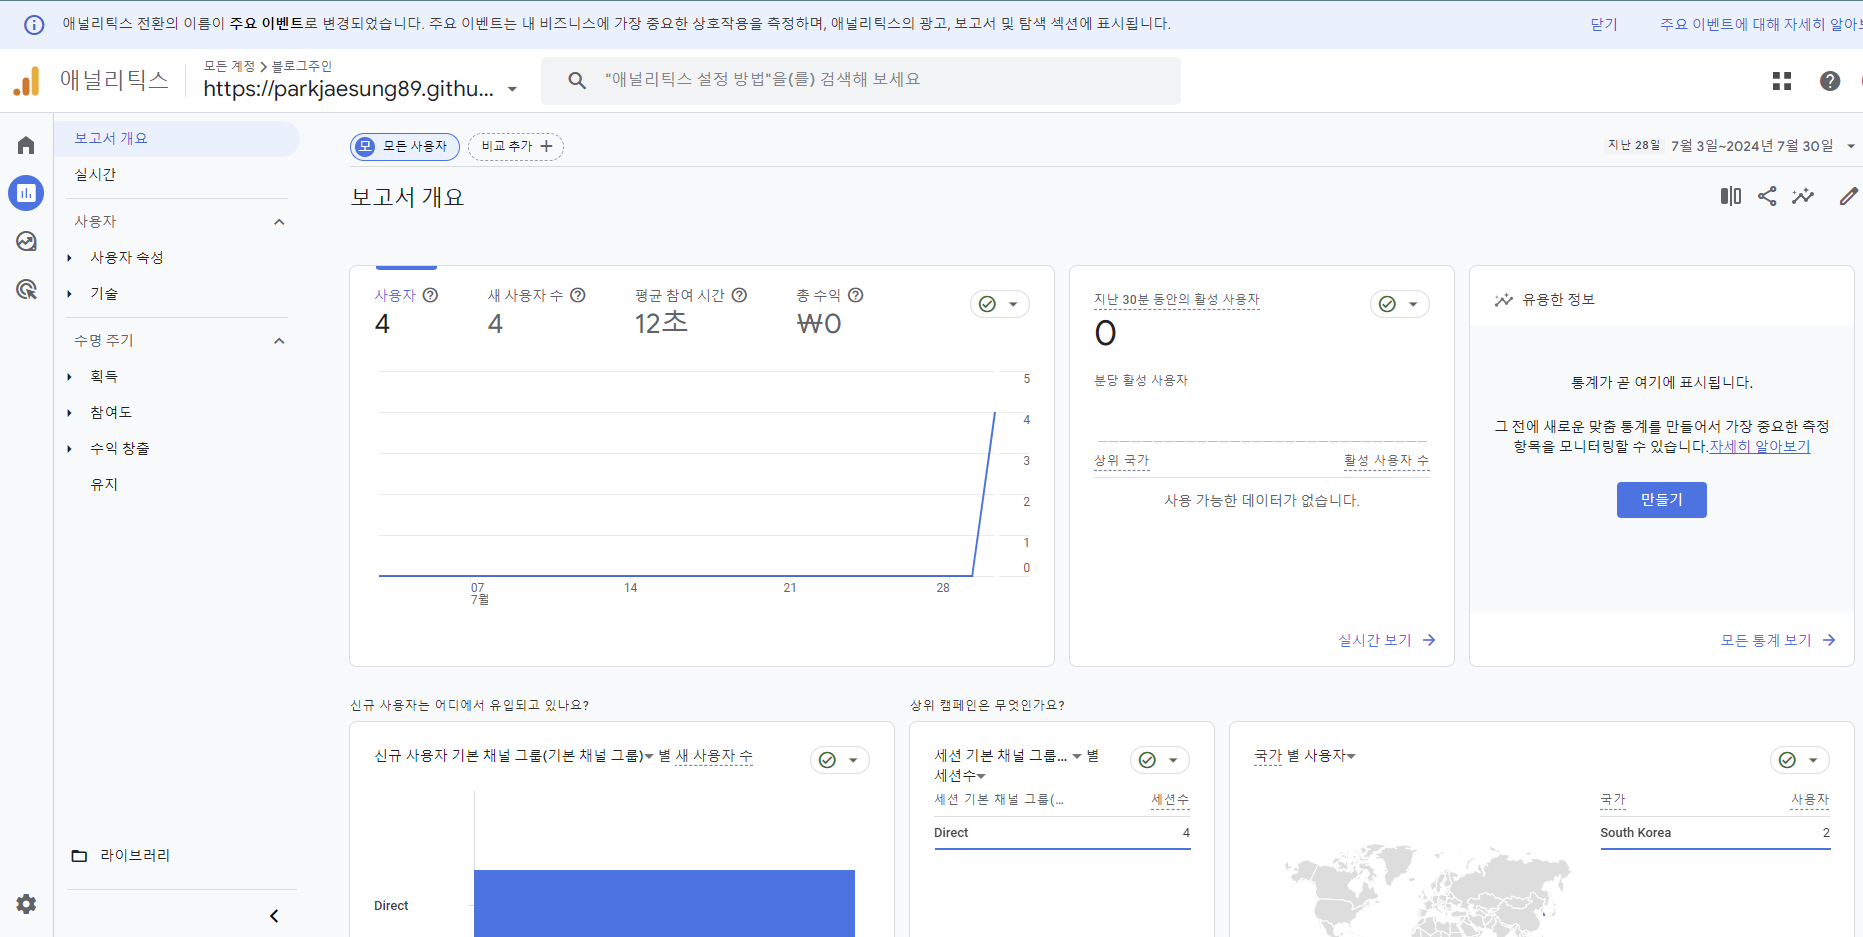 애널리틱스 전환의 이름이 주요 이벤트로 변경되었습니다. 주요 이벤트는 내 비즈니스에 가장 중요한 상호작용을 측정하며, 애널리틱스의 광고, 보고서 및 탐색 섹션에 표시됩니다.
닫기
주요 이벤트에 대해 자세히 알아보
애널리틱스
모든 계정 > 블로그주인
https://parkjaesung89.githu...
"애널리틱스 설정 방법"을(를) 검색해 보세요
보고서 개요
실시간
사용자
사용자 속성
기술
수명 주기
획득
참여도
수익 창출
유지
라이브러리
모 모든 사용자
비교 추가 +
지난 28일 7월 3일~2024년 7월 30일
보고서 개요
사용자
4
새 사용자 수
4
평균 참여 시간
12초
총 수익
₩0
5
4
3
2
1
0
07
7월
14
21
28
지난 30분 동안의 활성 사용자
0
분당 활성 사용자
상위 국가 활성 사용자 수
사용 가능한 데이터가 없습니다.
실시간 보기
유용한 정보
통계가 곧 여기에 표시됩니다.
그 전에 새로운 맞춤 통계를 만들어서 가장 중요한 측정
항목을 모니터링할 수 있습니다.자세히 알아보기
만들기
모든 통계 보기
신규 사용자는 어디에서 유입되고 있나요?
신규 사용자 기본 채널 그룹(기본 채널 그룹) 별 새 사용자 수
Direct
상위 캠페인은 무엇인가요?
세션 기본 채널 그룹... 별
세션수
세션 기본 채널 그룹(... 세션수
Direct 4
국가 별 사용자
국가 사용자
South Korea 2